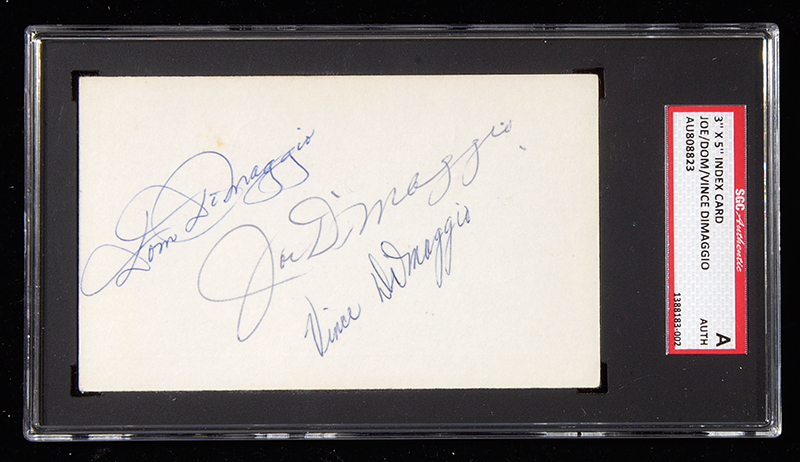 Dom DiMaggio
Joe DiMaggio
Vince DiMaggio
SGC Authentic
3" X 5" INDEX CARD
JOE/DOM/VINCE DIMAGGIO
AU808823
A
AUTH
1388183-002